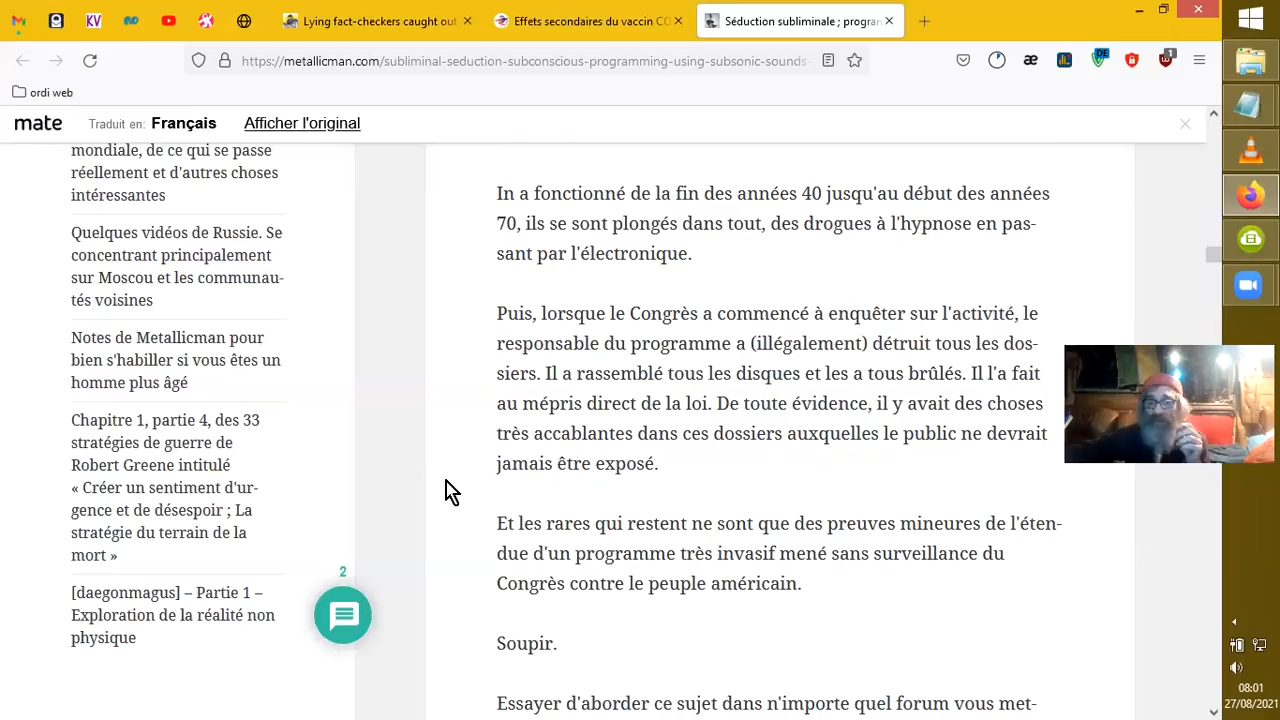 KV
Lying fact-checkers caught out
Effets secondaires du vaccin CO
Séduction subliminale ; progran
https://metallicman.com/subliminal-seduction-subconscious-programming-using-subsonic-sounds-
æ
DE
1
ordi web
mate
Traduit en: Français
Afficher l'original
mondiale, de ce qui se passe
réellement et d'autres choses
intéressantes
Quelques vidéos de Russie. Se
concentrant principalement
sur Moscou et les communau-
tés voisines
Notes de Metallicman pour
bien s'habiller si vous êtes un
homme plus âgé
Chapitre 1, partie 4, des 33
stratégies de guerre de
Robert Greene intitulé
« Créer un sentiment d'ur-
gence et de désespoir ; La
stratégie du terrain de la
mort »
[daegonmagus] – Partie 1 –
Exploration de la réalité non
physique
2
In a fonctionné de la fin des années 40 jusqu'au début des années
70, ils se sont plongés dans tout, des drogues à l'hypnose en pas-
sant par l'électronique.
Puis, lorsque le Congrès a commencé à enquêter sur l'activité, le
responsable du programme a (illégalement) détruit tous les dos-
siers. Il a rassemblé tous les disques et les a tous brûlés. Il l'a fait
au mépris direct de la loi. De toute évidence, il y avait des choses
très accablantes dans ces dossiers auxquelles le public ne devrait
jamais être exposé.
Et les rares qui restent ne sont que des preuves mineures de l'éten-
due d'un programme très invasif mené sans surveillance du
Congrès contre le peuple américain.
Soupir.
Essayer d'aborder ce sujet dans n'importe quel forum vous met-
08:01
27/08/2021